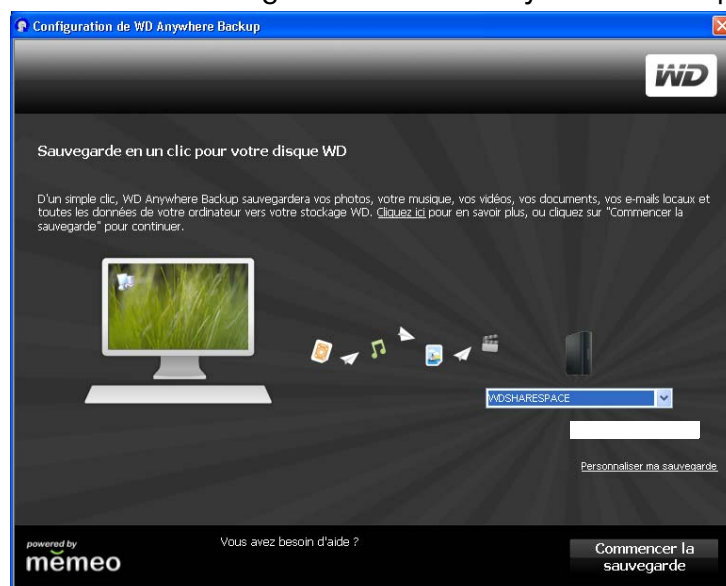 Configuration de WD Anywhere Backup
WD
Sauvegarde en un clic pour votre disque WD
D'un simple clic, WD Anywhere Backup sauvegardera vos photos, votre musique, vos vidéos, vos documents, vos e-mails locaux et
toutes les données de votre ordinateur vers votre stockage WD. Cliquez ici pour en savoir plus, ou cliquez sur "Commencer la
sauvegarde" pour continuer.
WDSHARESPACE
Personnaliser ma sauvegarde
powered by
mĕmeo
Vous avez besoin d'aide ?
Commencer la
sauvegarde